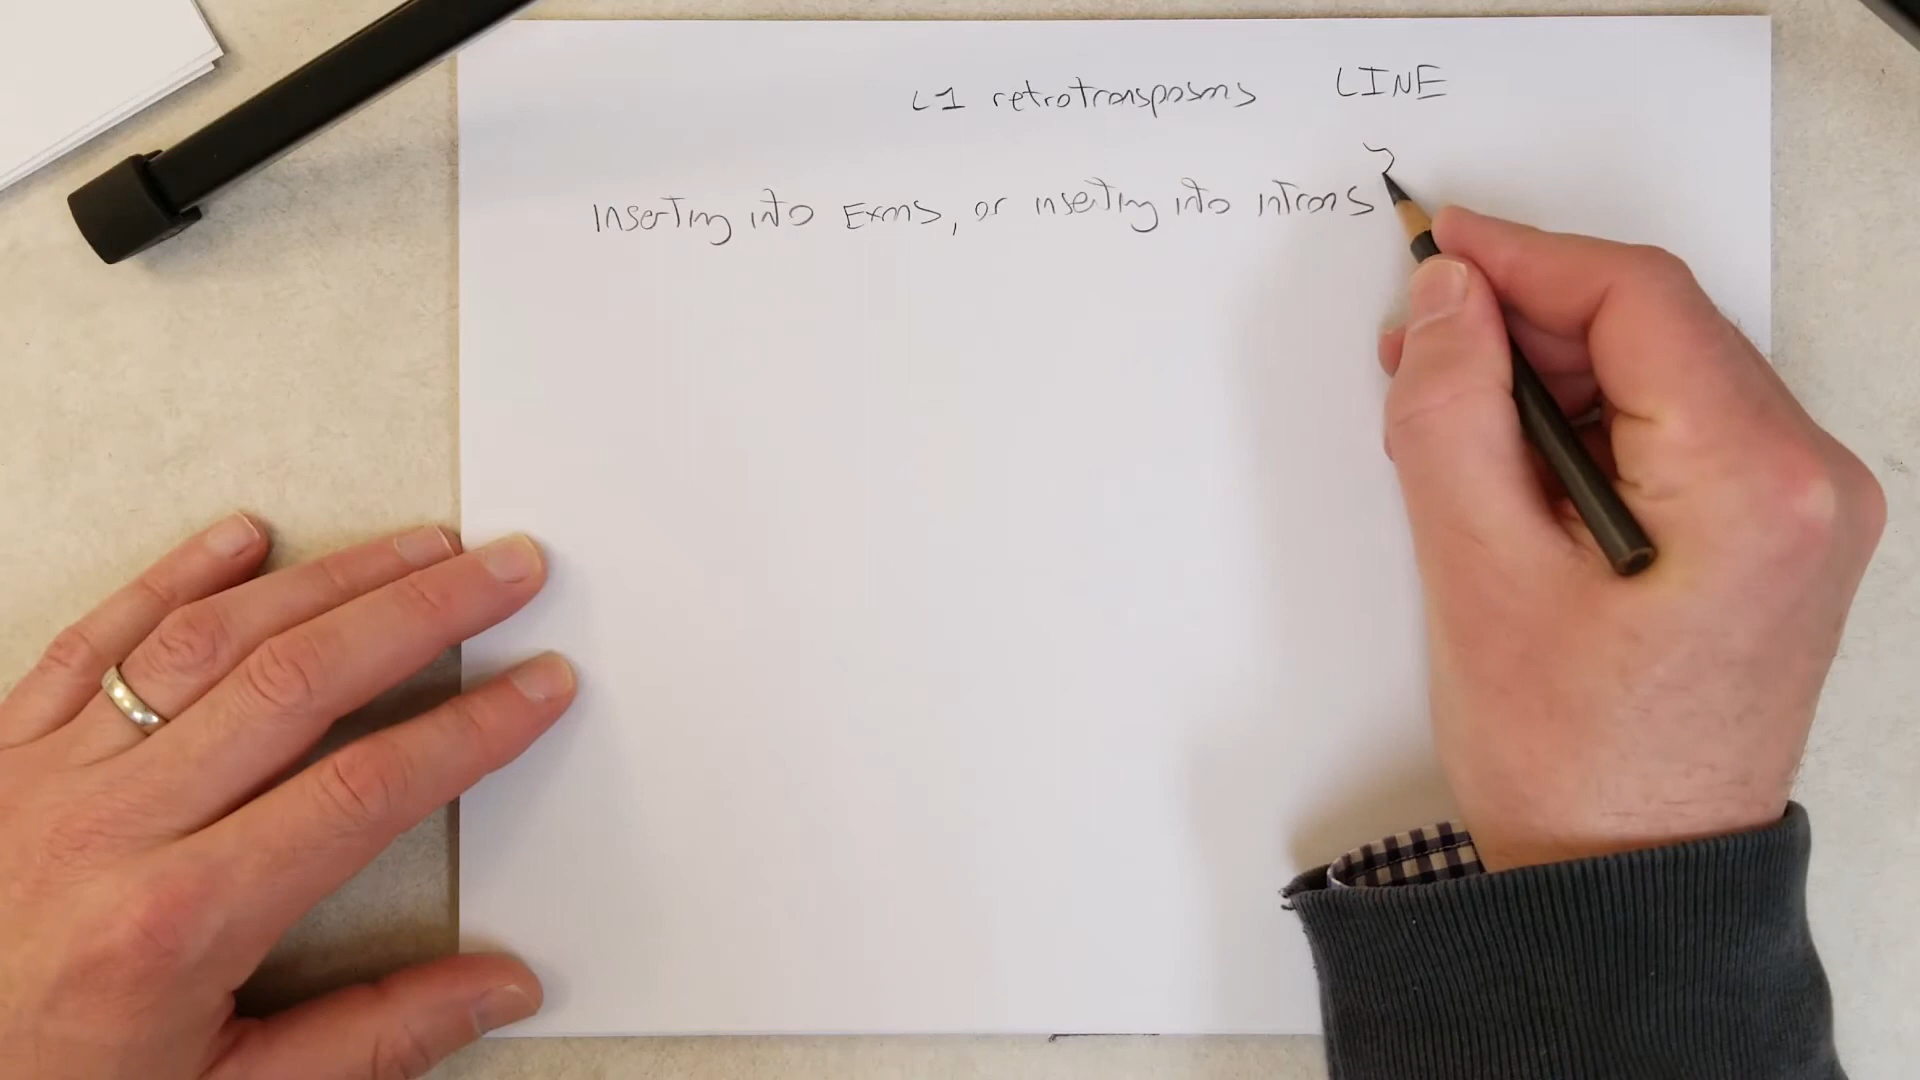 L1 retrotransposons LINE
Inserting into Exons, or inserting into introns ?